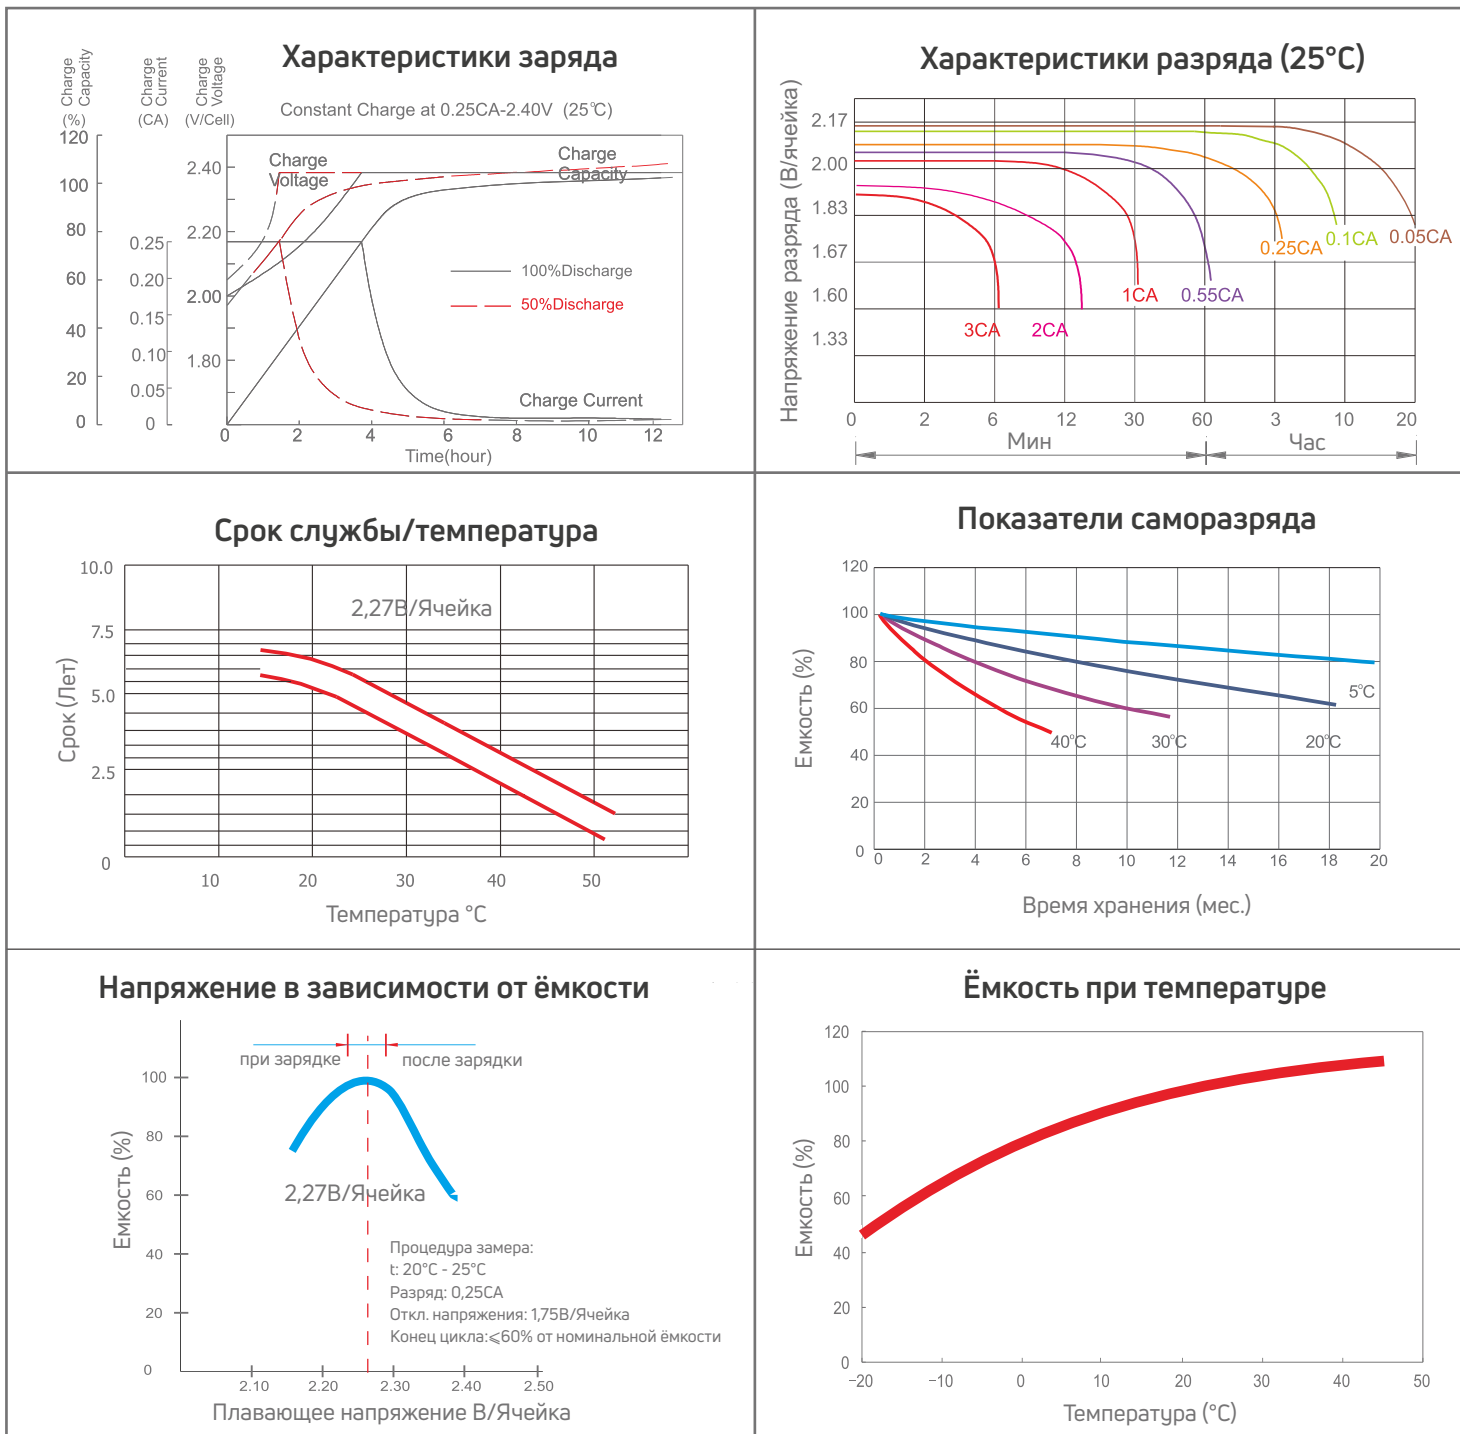 Характеристики заряда
Charge Capacity
(%)
Charge Current
(CA)
Charge Voltage
(V/Cell)
Constant Charge at 0.25CA-2.40V (25℃)
120
100
80
60
40
20
0
0.25
0.20
0.15
0.10
0.05
0
2.40
2.20
2.00
1.80
Charge
Voltage
Charge
Capacity
100%Discharge
50%Discharge
Charge Current
0 2 4 6 8 10 12
Time(hour)
Характеристики разряда (25°C)
Напряжение разряда (В/ячейка)
2.17
2.00
1.83
1.67
1.60
1.33
3CA
2CA
1CA
0.55CA
0.25CA
0.1CA
0.05CA
0 2 6 12 30 60 3 10 20
Мин
Час
Срок службы/температура
Срок (Лет)
10.0
7.5
5.0
2.5
0
2,27В/Ячейка
10 20 30 40 50
Температура °C
Показатели саморазряда
Емкость (%)
120
100
80
60
40
20
0
5℃
40℃
30℃
20℃
0 2 4 6 8 10 12 14 16 18 20
Время хранения (мес.)
Напряжение в зависимости от ёмкости
при зарядке
после зарядки
Емкость (%)
100
80
60
40
20
0
2,27В/Ячейка
Процедура замера:
t: 20°C - 25°C
Разряд: 0,25СА
Откл. напряжения: 1,75В/Ячейка
Конец цикла:⩽60% от номинальной ёмкости
2.10 2.20 2.30 2.40 2.50
Плавающее напряжение В/Ячейка
Ёмкость при температуре
Емкость (%)
120
100
80
60
40
20
0
−20 −10 0 10 20 30 40 50
Температура (°C)